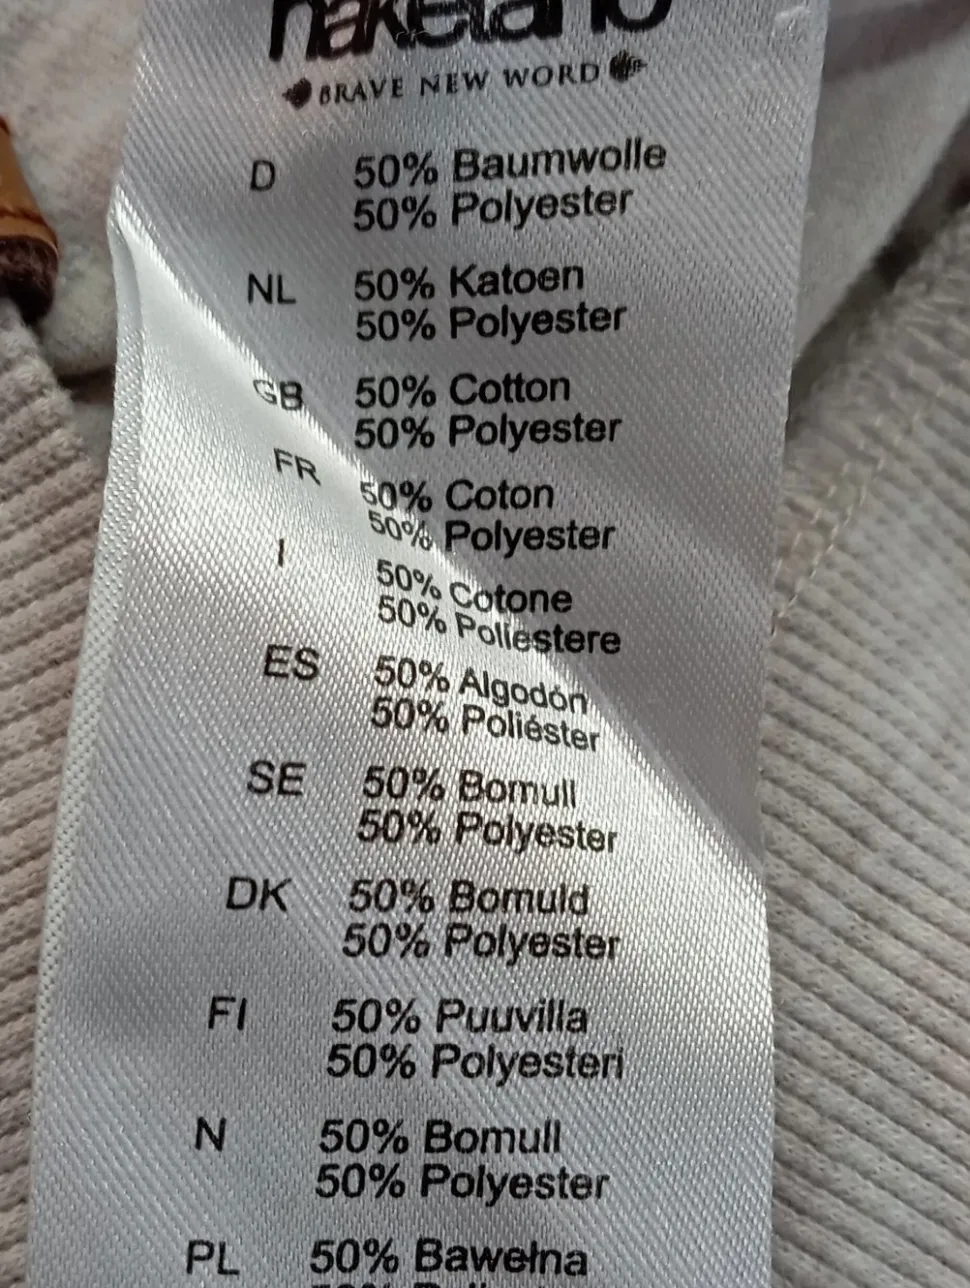 naketano
BRAVE NEW WORD
D 50% Baumwolle
50% Polyester
NL 50% Katoen
50% Polyester
GB 50% Cotton
50% Polyester
FR 50% Coton
50% Polyester
I 50% Cotone
50% Poliestere
ES 50% Algodón
50% Poliéster
SE 50% Bomull
50% Polyester
DK 50% Bomuld
50% Polyester
FI 50% Puuvilla
50% Polyesteri
N 50% Bomull
50% Polyester
PL 50% Bawełna